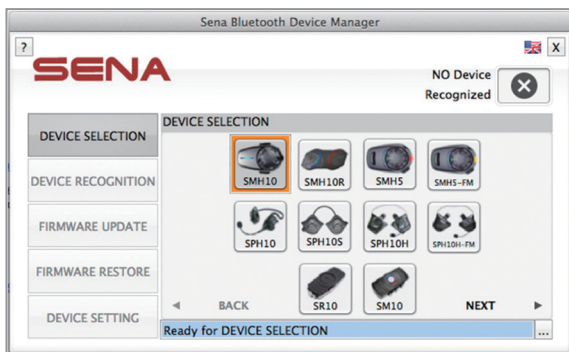 Sena Bluetooth Device Manager
?
X
SENA
NO Device
Recognized
DEVICE SELECTION
DEVICE RECOGNITION
FIRMWARE UPDATE
FIRMWARE RESTORE
DEVICE SETTING
DEVICE SELECTION
SMH10 SMH10R SMH5 SMH5-FM
SPH10 SPH10S SPH10H SPH10H-FM
SR10 SM10
BACK NEXT
Ready for DEVICE SELECTION
...